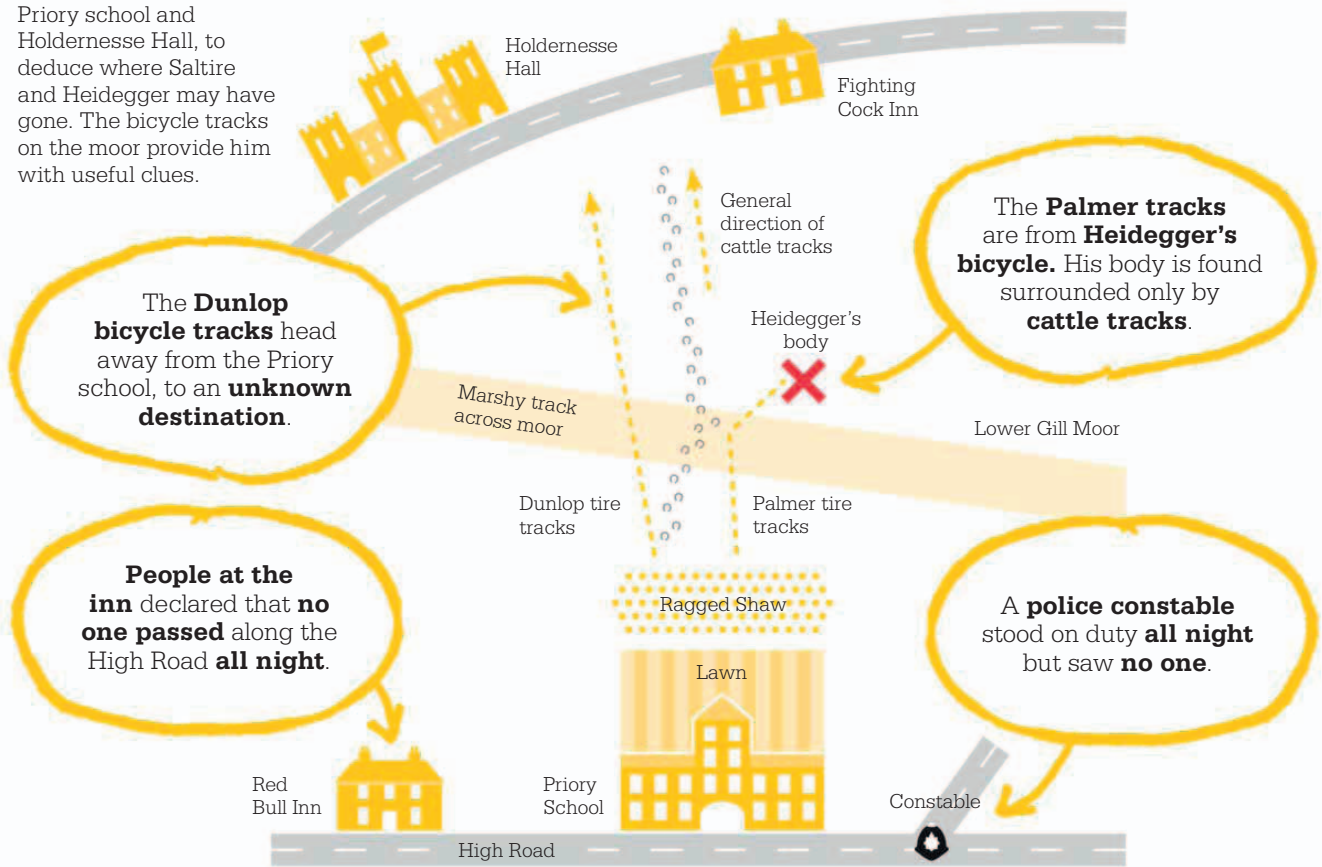 Priory school and
Holdernesse Hall, to
deduce where Saltire
and Heidegger may have
gone. The bicycle tracks
on the moor provide him
with useful clues.
Holdernesse
Hall
Fighting
Cock Inn
General
direction of
cattle tracks
The Palmer tracks
are from Heidegger’s
bicycle. His body is found
surrounded only by
cattle tracks.
The Dunlop
bicycle tracks head
away from the Priory
school, to an unknown
destination.
Heidegger’s
body
Marshy track
across moor
Lower Gill Moor
Dunlop tire
tracks
Palmer tire
tracks
People at the
inn declared that no
one passed along the
High Road all night.
Ragged Shaw
A police constable
stood on duty all night
but saw no one.
Lawn
Red
Bull Inn
Priory
School
Constable
High Road